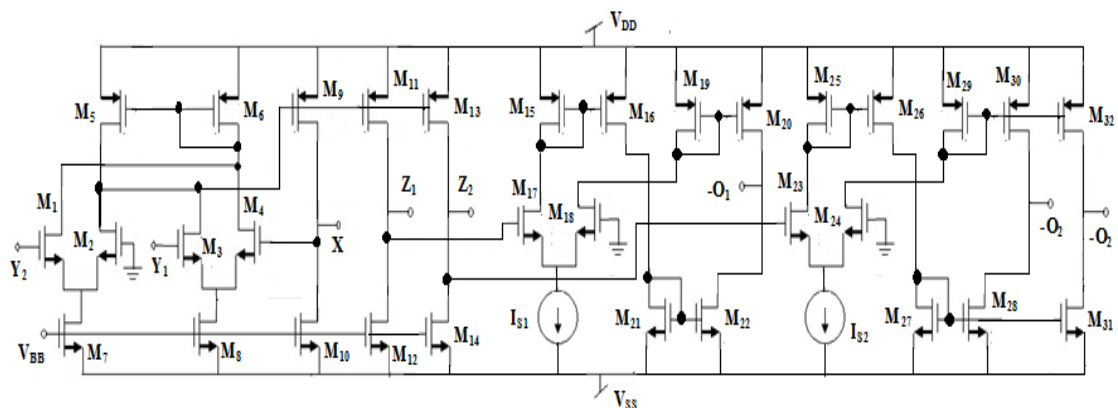 V_DD
M_5
M_6
M_9
M_11
M_13
M_15
M_16
M_19
M_20
M_25
M_26
M_29
M_30
M_32
M_1
M_2
M_3
M_4
Y_2
Y_1
X
Z_1
Z_2
M_17
M_18
-O_1
M_23
M_24
-O_2
-O_2
V_BB
M_7
M_8
M_10
M_12
M_14
I_S1
M_21
M_22
I_S2
M_27
M_28
M_31
V_SS